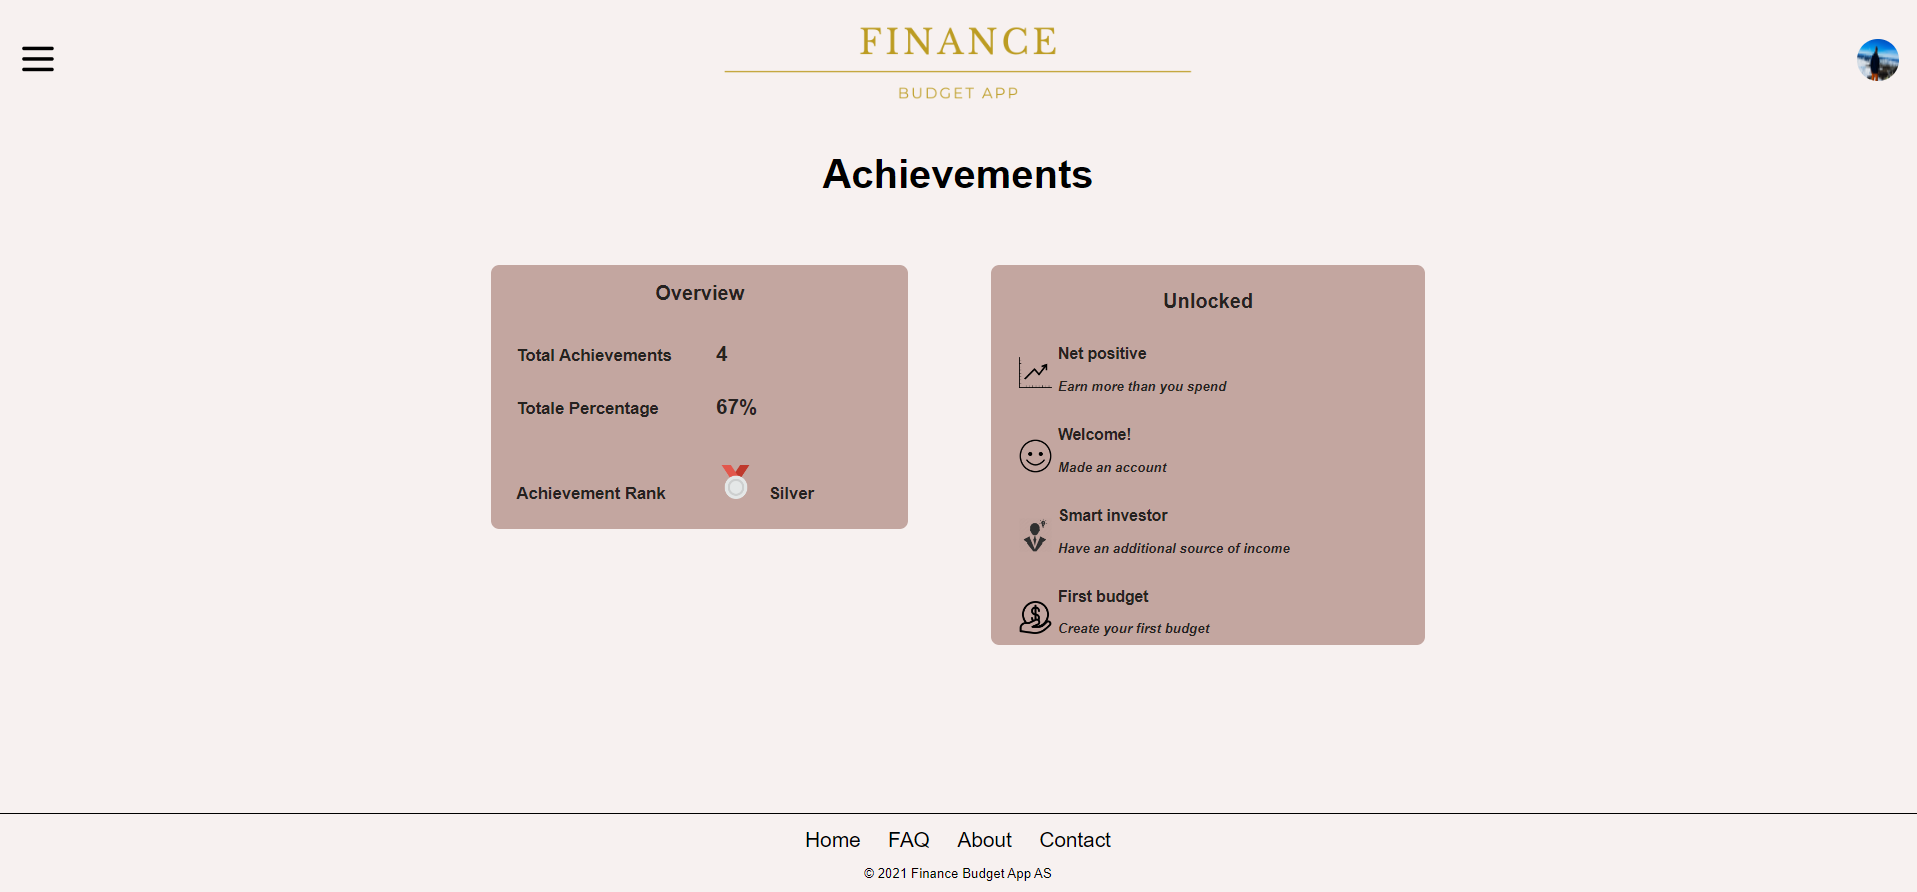 FINANCE
BUDGET APP
Achievements
Overview
Total Achievements 4
Totale Percentage 67%
Achievement Rank Silver
Unlocked
Net positive
Earn more than you spend
Welcome!
Made an account
Smart investor
Have an additional source of income
First budget
Create your first budget
Home FAQ About Contact
© 2021 Finance Budget App AS